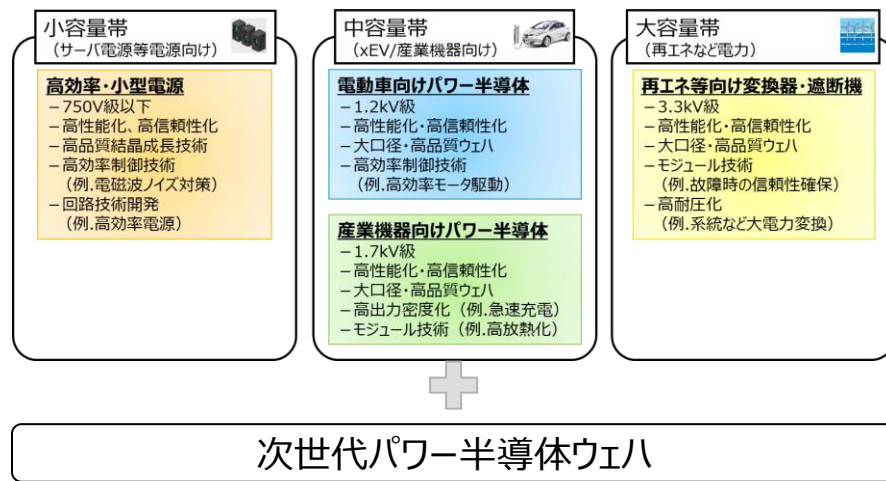 小容量帯
（サーバ電源等電源向け）
高効率・小型電源
－750V級以下
－高性能化、高信頼性化
－高品質結晶成長技術
－高効率制御技術
（例.電磁波ノイズ対策）
－回路技術開発
（例.高効率電源）
中容量帯
（xEV/産業機器向け）
電動車向けパワー半導体
－1.2kV級
－高性能化・高信頼性化
－大口径・高品質ウェハ
－高効率制御技術
（例.高効率モータ駆動）
産業機器向けパワー半導体
－1.7kV級
－高性能化・高信頼性化
－大口径・高品質ウェハ
－高出力密度化（例.急速充電）
－モジュール技術（例.高放熱化）
大容量帯
（再エネなど電力）
再エネ等向け変換器・遮断機
－3.3kV級
－高性能化・高信頼性化
－大口径・高品質ウェハ
－モジュール技術
（例.故障時の信頼性確保）
－高耐圧化
（例.系統など大電力変換）
次世代パワー半導体ウェハ